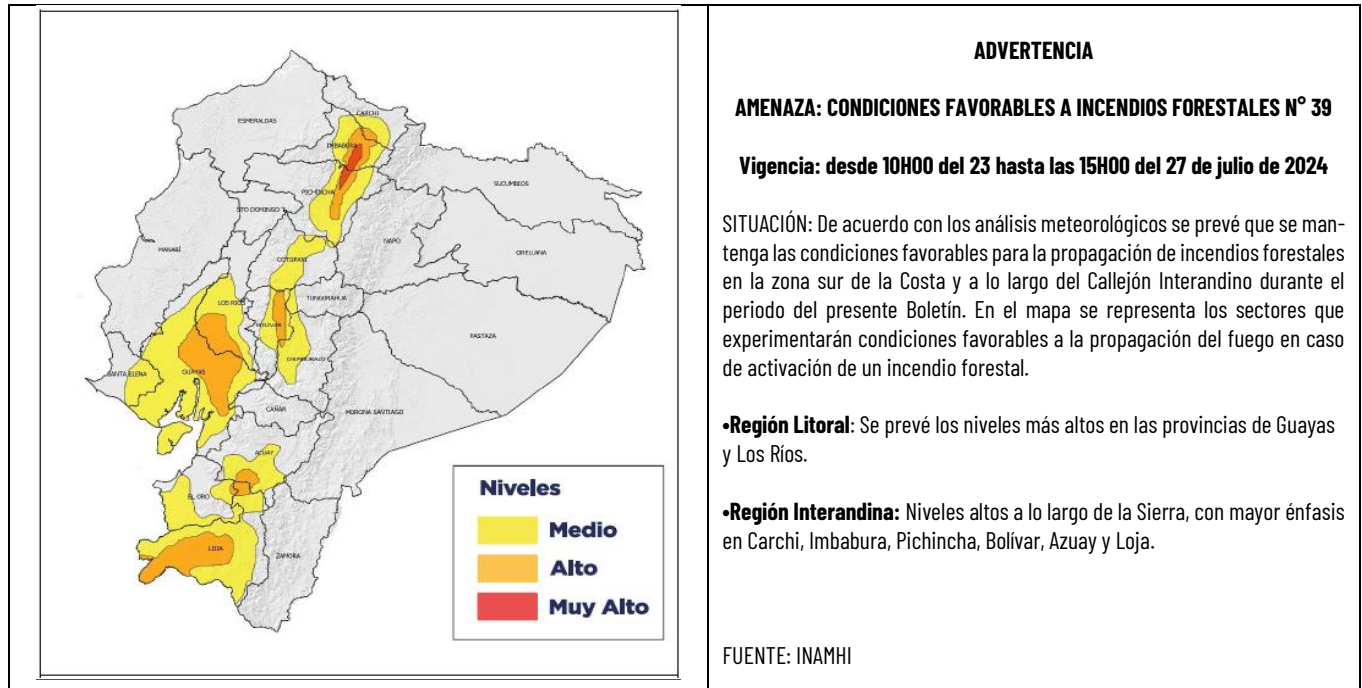 ESMERALDAS
CARCHI
IMBABURA
SUCUMBIOS
PICHINCHA
STO DOMINGO
MANABÍ
NAPO
ORELLANA
COTOPAXI
LOS RIOS
TUNGURAHUA
BOLIVAR
PASTAZA
CHIMBORAZO
SANTA ELENA
GUAYAS
CAÑAR
MORONA SANTIAGO
AZUAY
EL ORO
LOJA
ZAMORA
Niveles
Medio
Alto
Muy Alto
ADVERTENCIA
AMENAZA: CONDICIONES FAVORABLES A INCENDIOS FORESTALES N° 39
Vigencia: desde 10H00 del 23 hasta las 15H00 del 27 de julio de 2024
SITUACIÓN: De acuerdo con los análisis meteorológicos se prevé que se man-
tenga las condiciones favorables para la propagación de incendios forestales
en la zona sur de la Costa y a lo largo del Callejón Interandino durante el
periodo del presente Boletín. En el mapa se representa los sectores que
experimentarán condiciones favorables a la propagación del fuego en caso
de activación de un incendio forestal.
•Región Litoral: Se prevé los niveles más altos en las provincias de Guayas
y Los Ríos.
•Región Interandina: Niveles altos a lo largo de la Sierra, con mayor énfasis
en Carchi, Imbabura, Pichincha, Bolívar, Azuay y Loja.
FUENTE: INAMHI